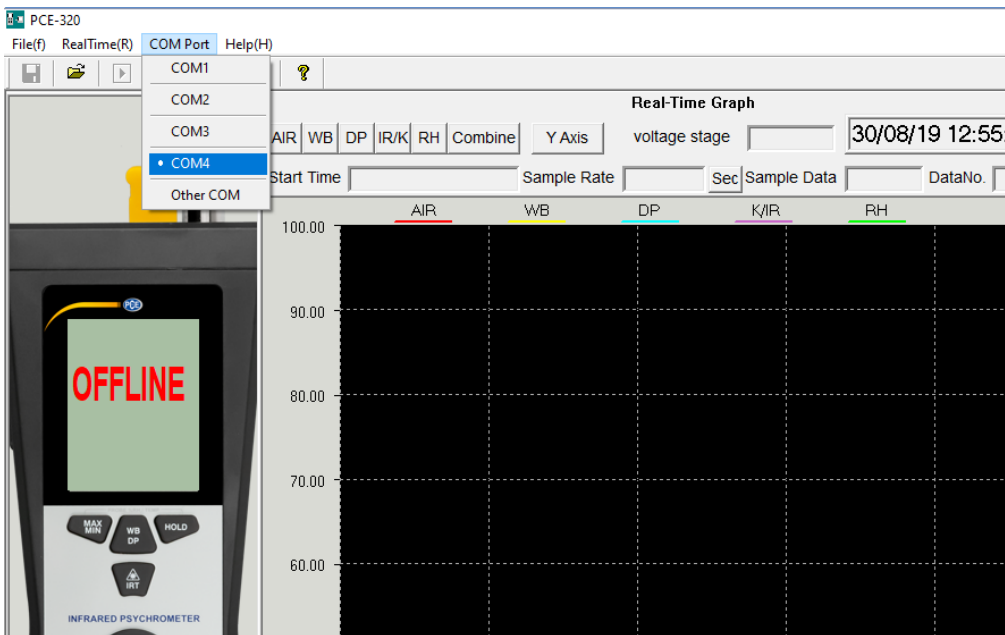 PCE-320
File(f) RealTime(R) COM Port Help(H)
COM1
COM2
COM3
COM4
Other COM
Real-Time Graph
AIR WB DP IR/K RH Combine Y Axis voltage stage 30/08/19 12:55
Start Time Sample Rate Sec Sample Data DataNo.
AIR WB DP K/IR RH
100.00
90.00
80.00
70.00
60.00
PCE
OFFLINE
MAX MIN
WB DP
HOLD
IRT
INFRARED PSYCHROMETER